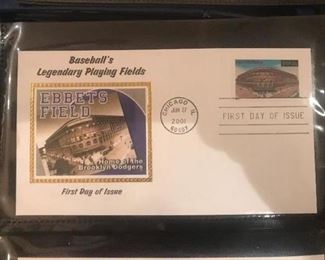 Baseball's
Legendary Playing Fields
EBBETS
FIELD
Home of the
Brooklyn Dodgers
First Day of Issue
CHICAGO IL
JUN 27
2001
60607
FIRST DAY OF ISSUE